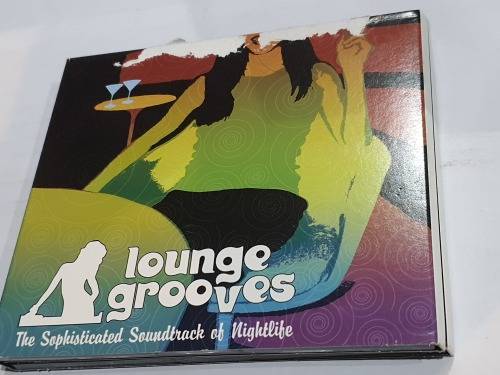 lounge
grooves
The Sophisticated Soundtrack of Nightlife